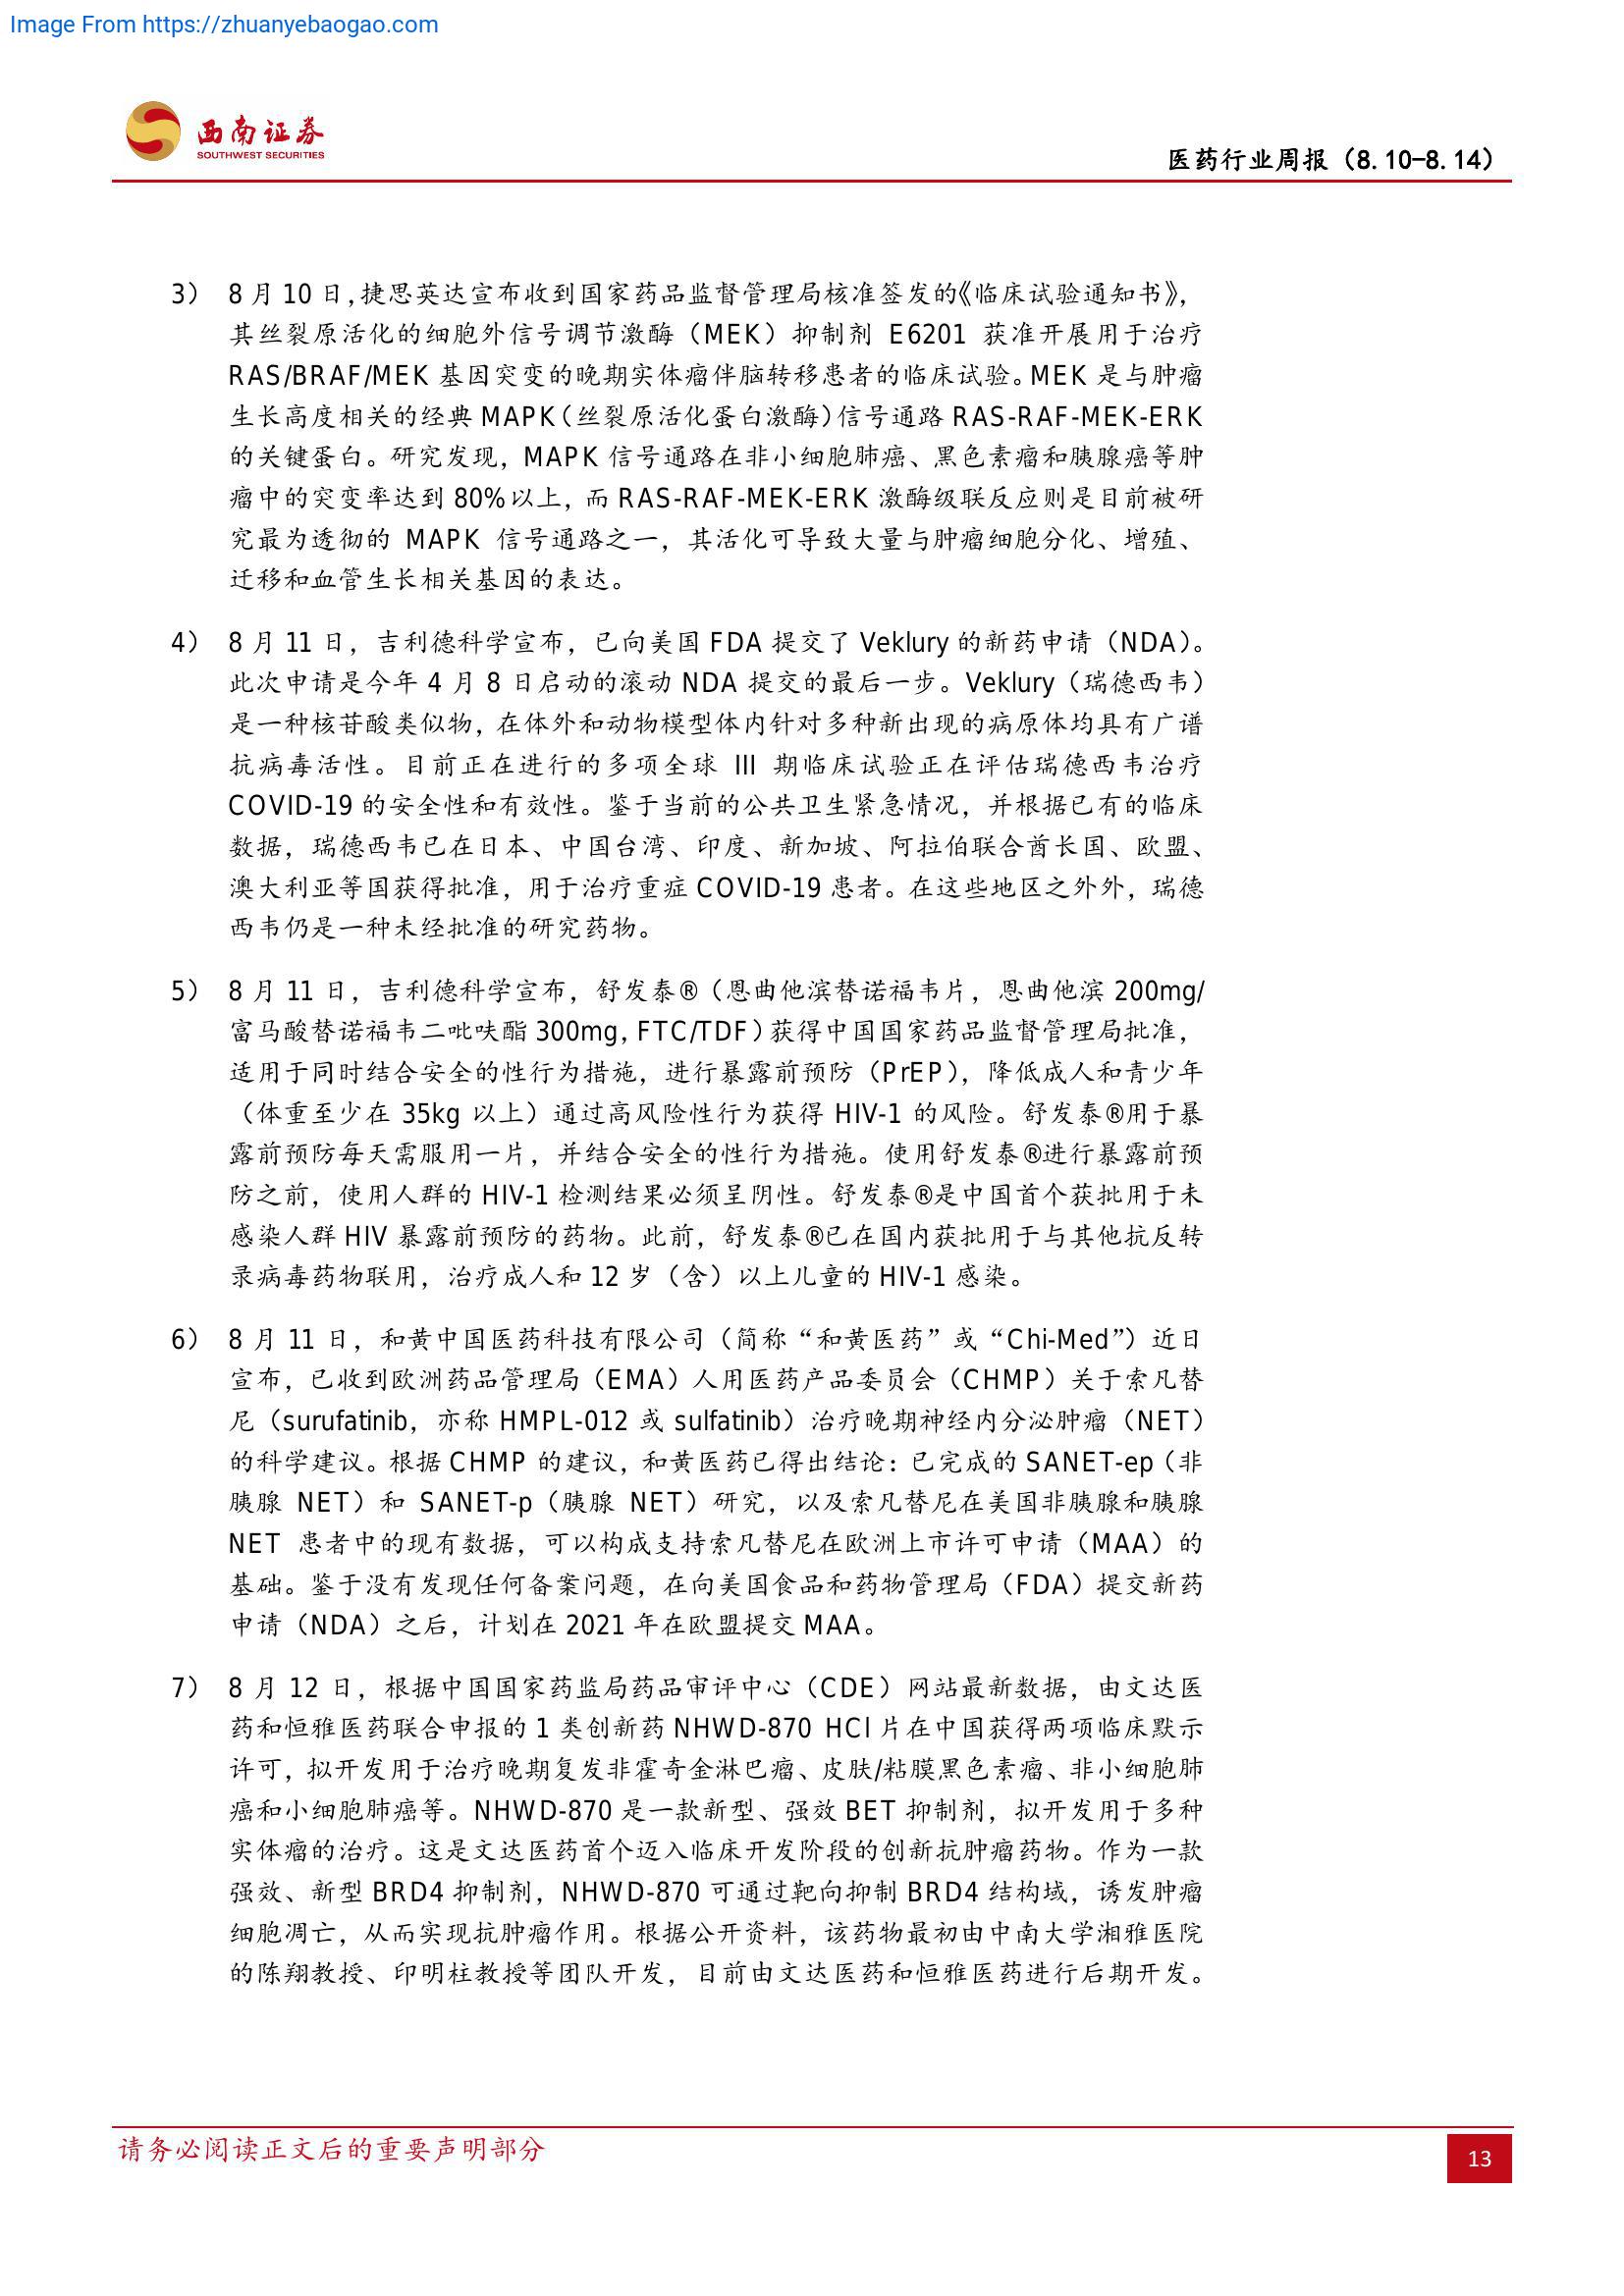 Image From https://zhuanyebaogao.com
西南证券
SOUTHWEST SECURITIES
医药行业周报（8.10-8.14）
3） 8 月 10 日，捷思英达宣布收到国家药品监督管理局核准签发的《临床试验通知书》，
其丝裂原活化的细胞外信号调节激酶（MEK）抑制剂 E6201 获准开展用于治疗
RAS/BRAF/MEK 基因突变的晚期实体瘤伴脑转移患者的临床试验。MEK 是与肿瘤
生长高度相关的经典 MAPK（丝裂原活化蛋白激酶）信号通路 RAS-RAF-MEK-ERK
的关键蛋白。研究发现，MAPK 信号通路在非小细胞肺癌、黑色素瘤和胰腺癌等肿
瘤中的突变率达到 80%以上，而 RAS-RAF-MEK-ERK 激酶级联反应则是目前被研
究最为透彻的 MAPK 信号通路之一，其活化可导致大量与肿瘤细胞分化、增殖、
迁移和血管生长相关基因的表达。
4） 8 月 11 日，吉利德科学宣布，已向美国 FDA 提交了 Veklury 的新药申请（NDA）。
此次申请是今年 4 月 8 日启动的滚动 NDA 提交的最后一步。Veklury（瑞德西韦）
是一种核苷酸类似物，在体外和动物模型体内针对多种新出现的病原体均具有广谱
抗病毒活性。目前正在进行的多项全球 III 期临床试验正在评估瑞德西韦治疗
COVID-19 的安全性和有效性。鉴于当前的公共卫生紧急情况，并根据已有的临床
数据，瑞德西韦已在日本、中国台湾、印度、新加坡、阿拉伯联合酋长国、欧盟、
澳大利亚等国获得批准，用于治疗重症 COVID-19 患者。在这些地区之外外，瑞德
西韦仍是一种未经批准的研究药物。
5） 8 月 11 日，吉利德科学宣布，舒发泰®（恩曲他滨替诺福韦片，恩曲他滨 200mg/
富马酸替诺福韦二吡呋酯 300mg，FTC/TDF）获得中国国家药品监督管理局批准，
适用于同时结合安全的性行为措施，进行暴露前预防（PrEP），降低成人和青少年
（体重至少在 35kg 以上）通过高风险性行为获得 HIV-1 的风险。舒发泰®用于暴
露前预防每天需服用一片，并结合安全的性行为措施。使用舒发泰®进行暴露前预
防之前，使用人群的 HIV-1 检测结果必须呈阴性。舒发泰®是中国首个获批用于未
感染人群 HIV 暴露前预防的药物。此前，舒发泰®已在国内获批用于与其他抗反转
录病毒药物联用，治疗成人和 12 岁（含）以上儿童的 HIV-1 感染。
6） 8 月 11 日，和黄中国医药科技有限公司（简称“和黄医药”或“Chi-Med”）近日
宣布，已收到欧洲药品管理局（EMA）人用医药产品委员会（CHMP）关于索凡替
尼（surufatinib，亦称 HMPL-012 或 sulfatinib）治疗晚期神经内分泌肿瘤（NET）
的科学建议。根据 CHMP 的建议，和黄医药已得出结论：已完成的 SANET-ep（非
胰腺 NET）和 SANET-p（胰腺 NET）研究，以及索凡替尼在美国非胰腺和胰腺
NET 患者中的现有数据，可以构成支持索凡替尼在欧洲上市许可申请（MAA）的
基础。鉴于没有发现任何备案问题，在向美国食品和药物管理局（FDA）提交新药
申请（NDA）之后，计划在 2021 年在欧盟提交 MAA。
7） 8 月 12 日，根据中国国家药监局药品审评中心（CDE）网站最新数据，由文达医
药和恒雅医药联合申报的 1 类创新药 NHWD-870 HCl 片在中国获得两项临床默示
许可，拟开发用于治疗晚期复发非霍奇金淋巴瘤、皮肤/粘膜黑色素瘤、非小细胞肺
癌和小细胞肺癌等。NHWD-870 是一款新型、强效 BET 抑制剂，拟开发用于多种
实体瘤的治疗。这是文达医药首个迈入临床开发阶段的创新抗肿瘤药物。作为一款
强效、新型 BRD4 抑制剂，NHWD-870 可通过靶向抑制 BRD4 结构域，诱发肿瘤
细胞凋亡，从而实现抗肿瘤作用。根据公开资料，该药物最初由中南大学湘雅医院
的陈翔教授、印明柱教授等团队开发，目前由文达医药和恒雅医药进行后期开发。
请务必阅读正文后的重要声明部分
13